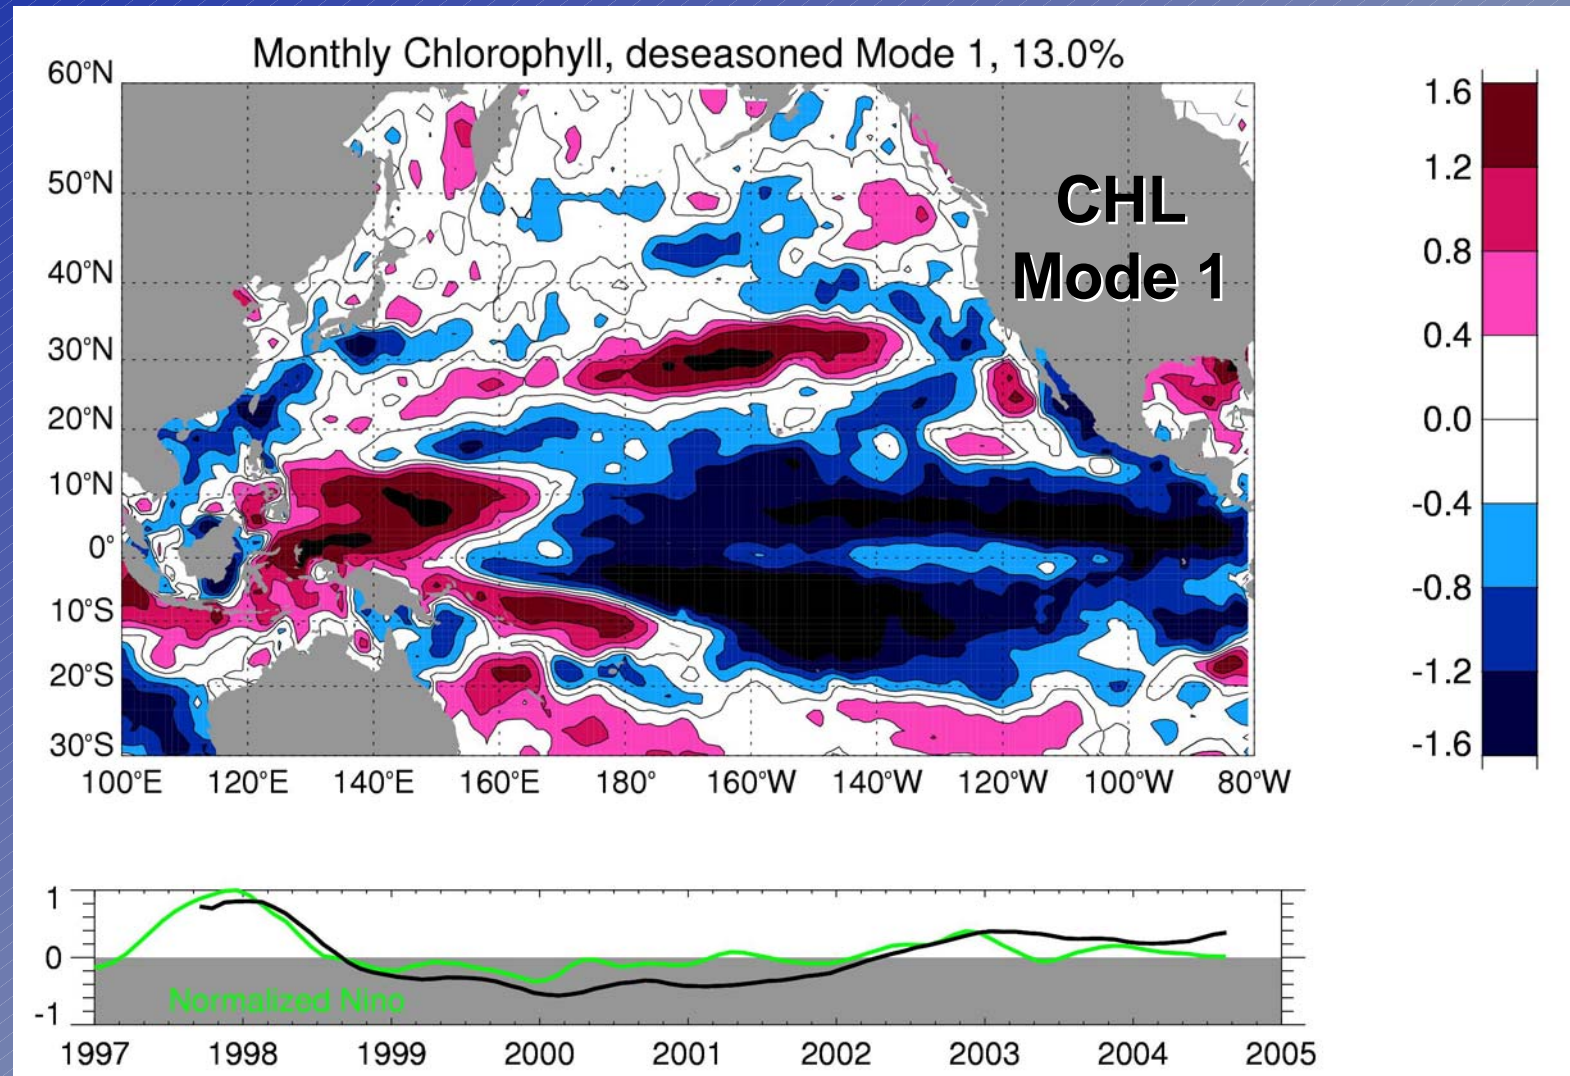 Monthly Chlorophyll, deseasoned Mode 1, 13.0%
60°N
50°N
40°N
30°N
20°N
10°N
0°
10°S
20°S
30°S
100°E 120°E 140°E 160°E 180° 160°W 140°W 120°W 100°W 80°W
CHL
Mode 1
1.6
1.2
0.8
0.4
0.0
-0.4
-0.8
-1.2
-1.6
1
0
-1
Normalized Nino
1997 1998 1999 2000 2001 2002 2003 2004 2005